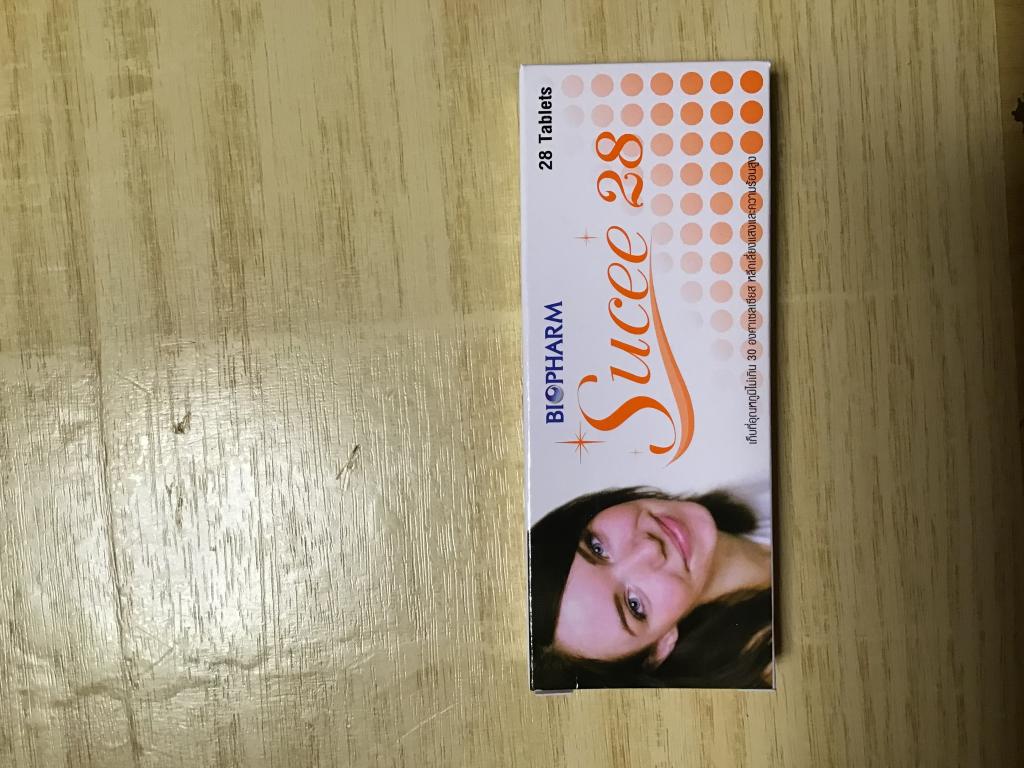 28 Tablets
BIOPHARM
Sucee 28
เก็บที่อุณหภูมิไม่เกิน 30 องศาเซลเซียส หลีกเลี่ยงแสงและความร้อนสูง